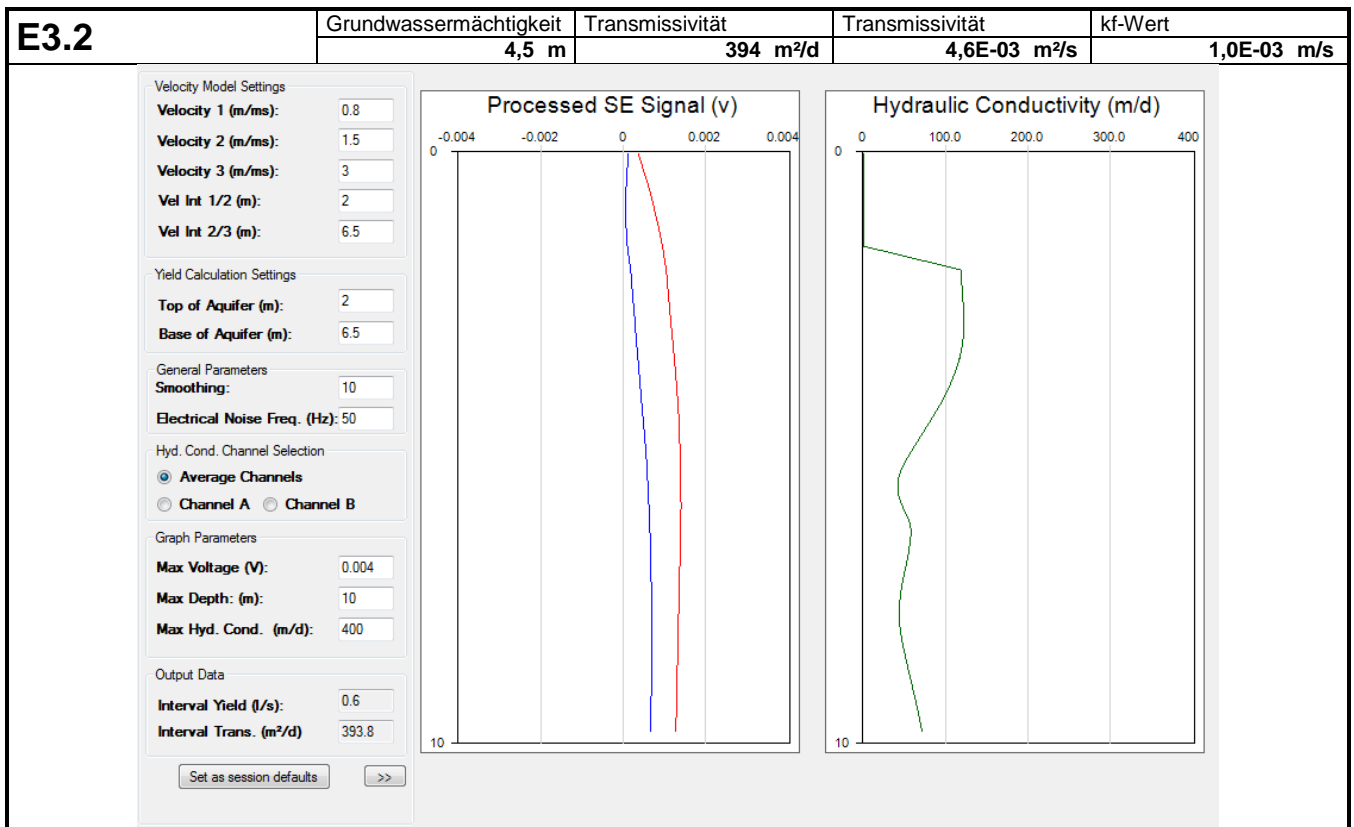 E3.2
Grundwassermächtigkeit Transmissivität Transmissivität kf-Wert
4,5 m 394 m²/d 4,6E-03 m²/s 1,0E-03 m/s
Velocity Model Settings
Velocity 1 (m/ms): 0.8
Velocity 2 (m/ms): 1.5
Velocity 3 (m/ms): 3
Vel Int 1/2 (m): 2
Vel Int 2/3 (m): 6.5
Yield Calculation Settings
Top of Aquifer (m): 2
Base of Aquifer (m): 6.5
General Parameters
Smoothing: 10
Electrical Noise Freq. (Hz): 50
Hyd. Cond. Channel Selection
Average Channels
Channel A Channel B
Graph Parameters
Max Voltage (V): 0.004
Max Depth: (m): 10
Max Hyd. Cond. (m/d): 400
Output Data
Interval Yield (l/s): 0.6
Interval Trans. (m²/d) 393.8
Set as session defaults >>
Processed SE Signal (v)
-0.004 -0.002 0 0.002 0.004
0
10
Hydraulic Conductivity (m/d)
0 100.0 200.0 300.0 400
0
10